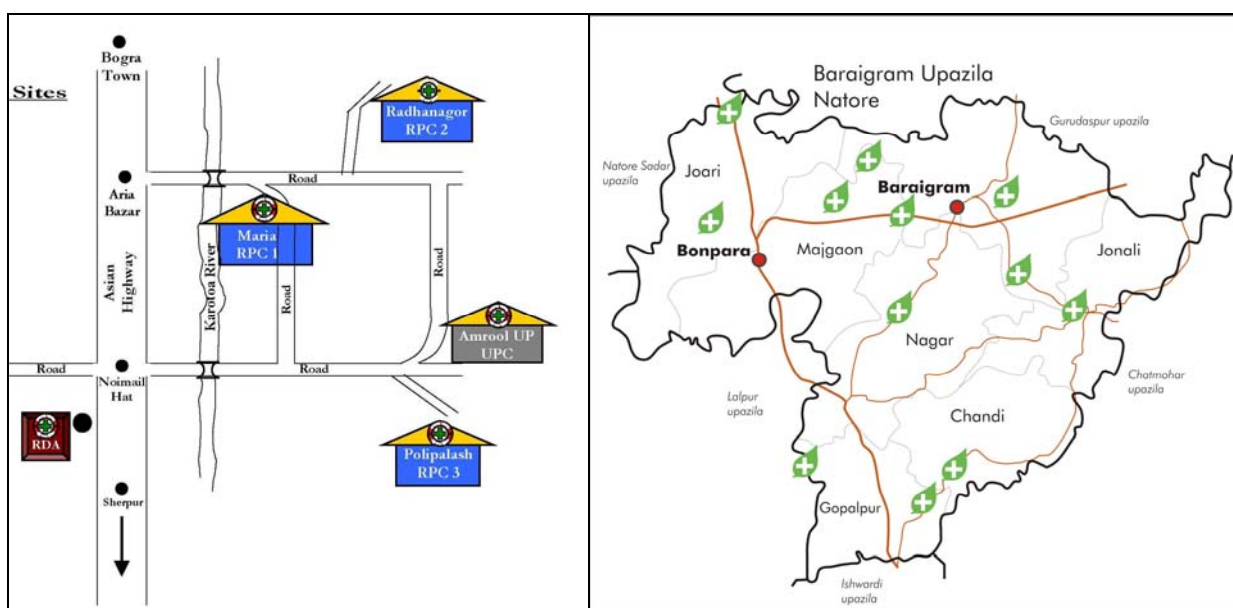 Bogra
Town
Sites
Radhanagor
RPC 2
Road
Aria
Bazar
Maria
RPC 1
Asian
Highway
Karotoa River
Road
Road
Amrool UP
UPC
Road
Road
Noimail
Hat
RDA
Polipalash
RPC 3
Sherpur
Baraigram Upazila
Natore
Gurudaspur upazila
Natore Sadar
upazila
Joari
Baraigram
Bonpara
Majgaon
Jonali
Nagar
Chatmohar
upazila
Lalpur
upazila
Chandi
Gopalpur
Ishwardi
upazila